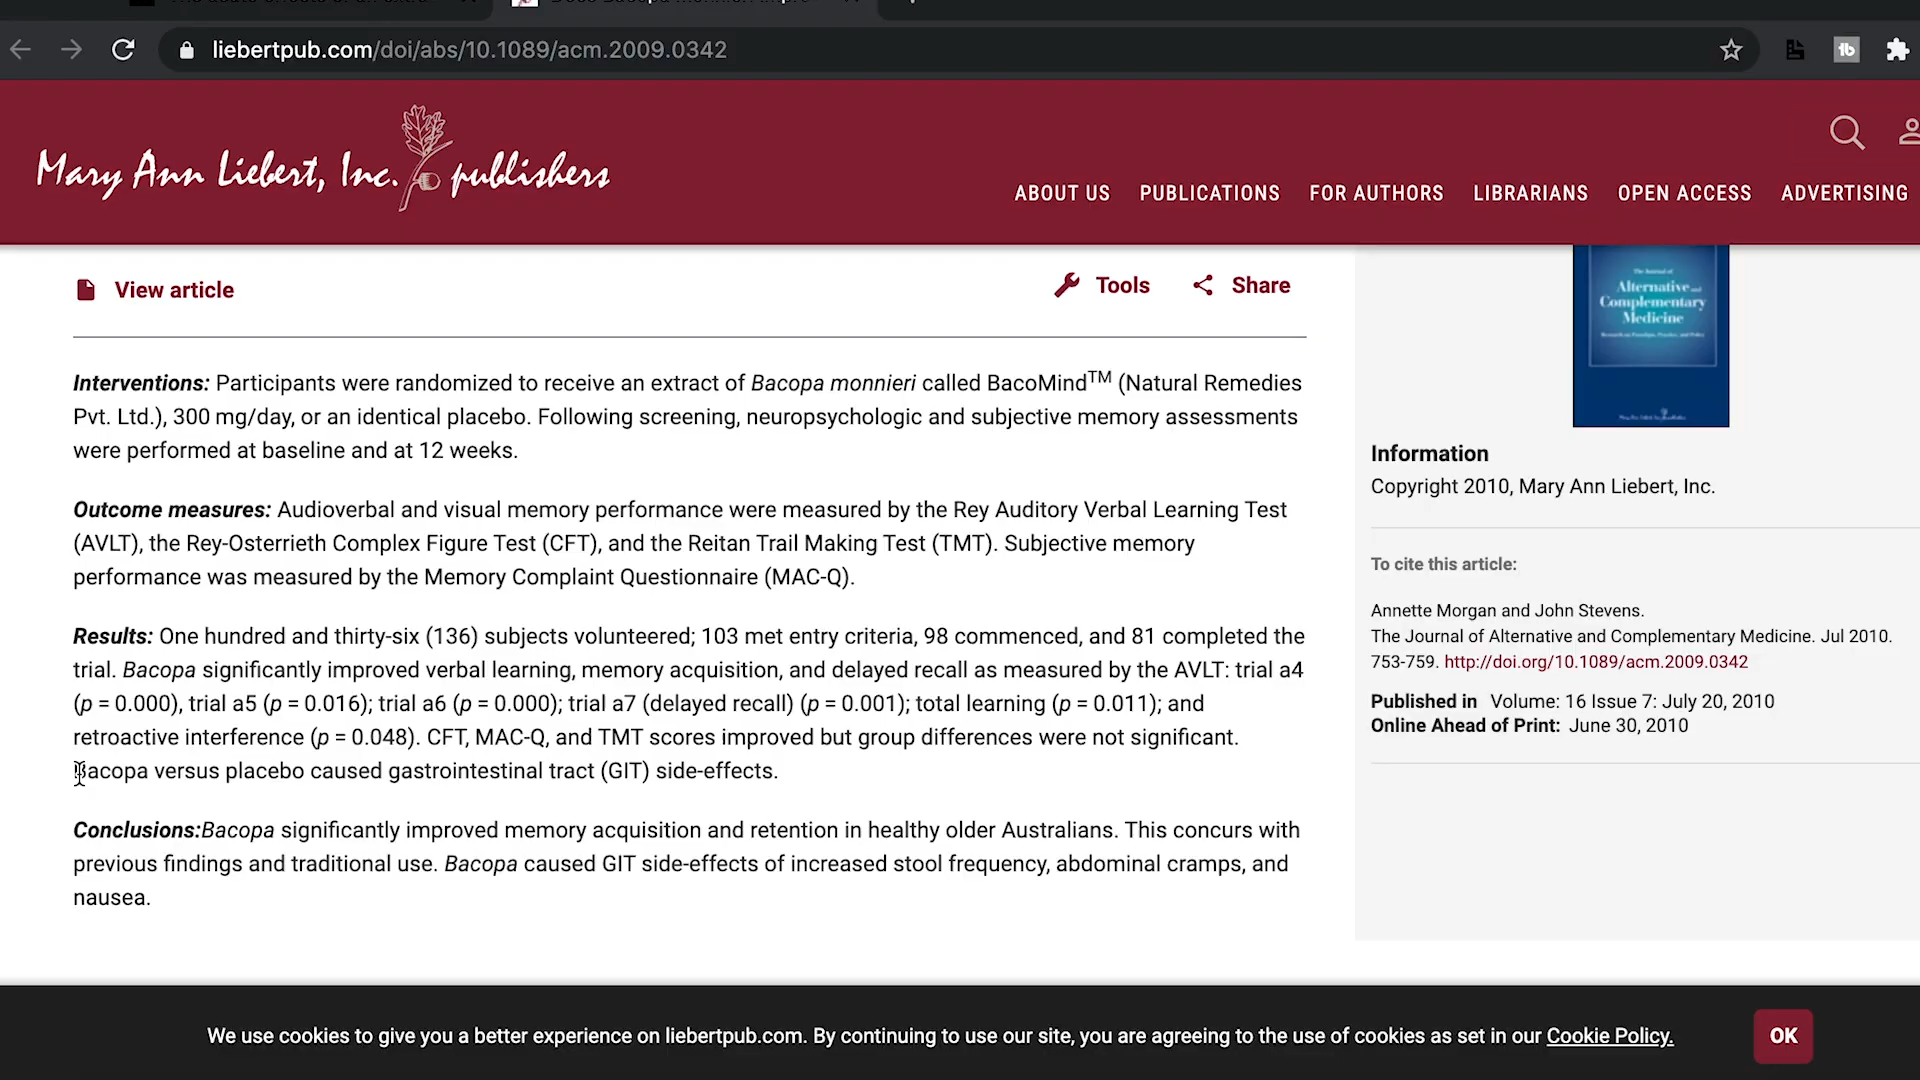 liebertpub.com/doi/abs/10.1089/acm.2009.0342
Mary Ann Liebert, Inc. publishers
ABOUT US PUBLICATIONS FOR AUTHORS LIBRARIANS OPEN ACCESS ADVERTISING
View article
Tools Share
Interventions: Participants were randomized to receive an extract of Bacopa monnieri called BacoMind™ (Natural Remedies
Pvt. Ltd.), 300 mg/day, or an identical placebo. Following screening, neuropsychologic and subjective memory assessments
were performed at baseline and at 12 weeks.
Outcome measures: Audioverbal and visual memory performance were measured by the Rey Auditory Verbal Learning Test
(AVLT), the Rey-Osterrieth Complex Figure Test (CFT), and the Reitan Trail Making Test (TMT). Subjective memory
performance was measured by the Memory Complaint Questionnaire (MAC-Q).
Results: One hundred and thirty-six (136) subjects volunteered; 103 met entry criteria, 98 commenced, and 81 completed the
trial. Bacopa significantly improved verbal learning, memory acquisition, and delayed recall as measured by the AVLT: trial a4
(p = 0.000), trial a5 (p = 0.016); trial a6 (p = 0.000); trial a7 (delayed recall) (p = 0.001); total learning (p = 0.011); and
retroactive interference (p = 0.048). CFT, MAC-Q, and TMT scores improved but group differences were not significant.
Bacopa versus placebo caused gastrointestinal tract (GIT) side-effects.
Conclusions:Bacopa significantly improved memory acquisition and retention in healthy older Australians. This concurs with
previous findings and traditional use. Bacopa caused GIT side-effects of increased stool frequency, abdominal cramps, and
nausea.
The Journal of
Alternative and
Complementary
Medicine
Information
Copyright 2010, Mary Ann Liebert, Inc.
To cite this article:
Annette Morgan and John Stevens.
The Journal of Alternative and Complementary Medicine. Jul 2010.
753-759. http://doi.org/10.1089/acm.2009.0342
Published in Volume: 16 Issue 7: July 20, 2010
Online Ahead of Print: June 30, 2010
We use cookies to give you a better experience on liebertpub.com. By continuing to use our site, you are agreeing to the use of cookies as set in our Cookie Policy.
OK